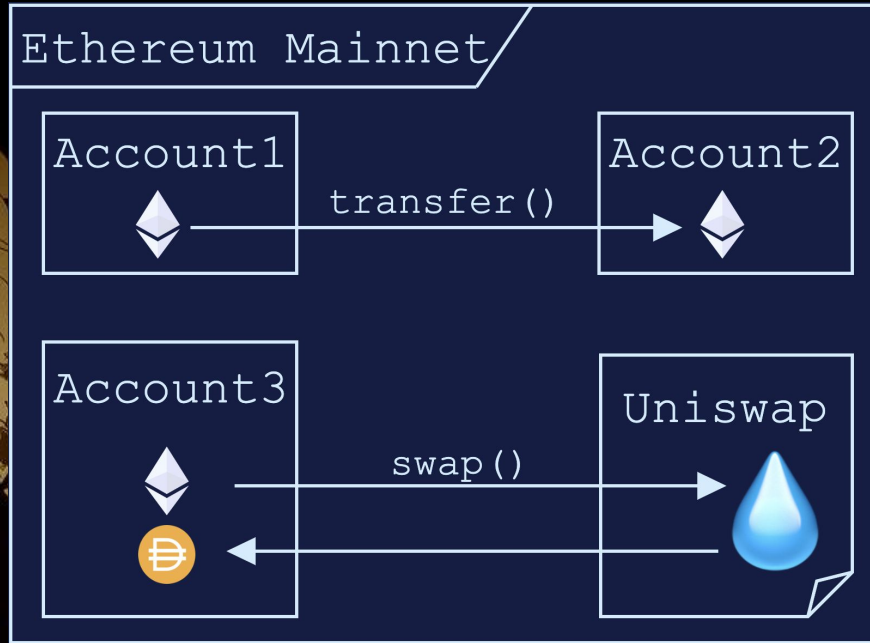 Ethereum Mainnet
Account1
Account2
transfer()
Account3
Uniswap
swap()